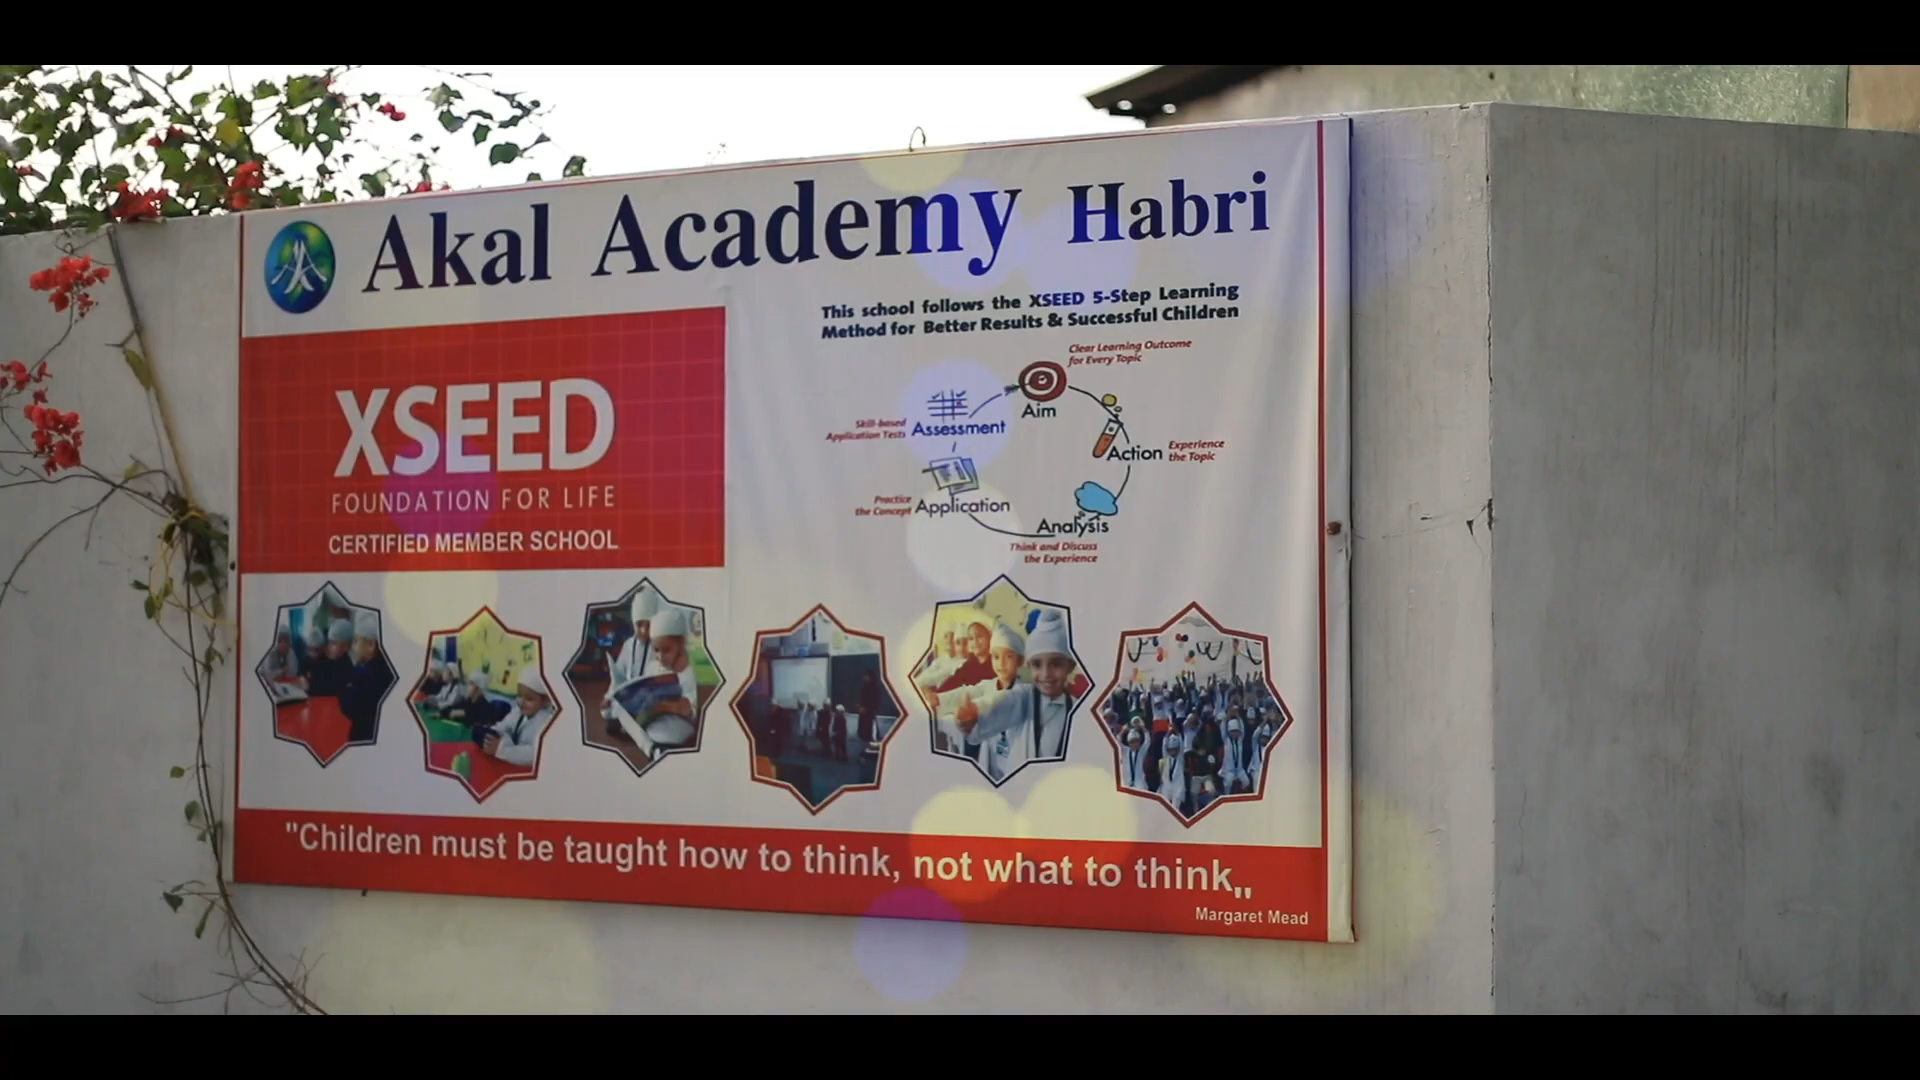 Akal Academy Habri
This school follows the XSEED 5-Step Learning
Method for Better Results & Successful Children
XSEED
FOUNDATION FOR LIFE
CERTIFIED MEMBER SCHOOL
Clear Learning Outcome
for Every Topic
Aim
Experience
the Topic
Action
Analysis
Think and Discuss
the Experience
Practice
the Concept
Application
Skill-based
Application Tests
Assessment
"Children must be taught how to think, not what to think„
Margaret Mead